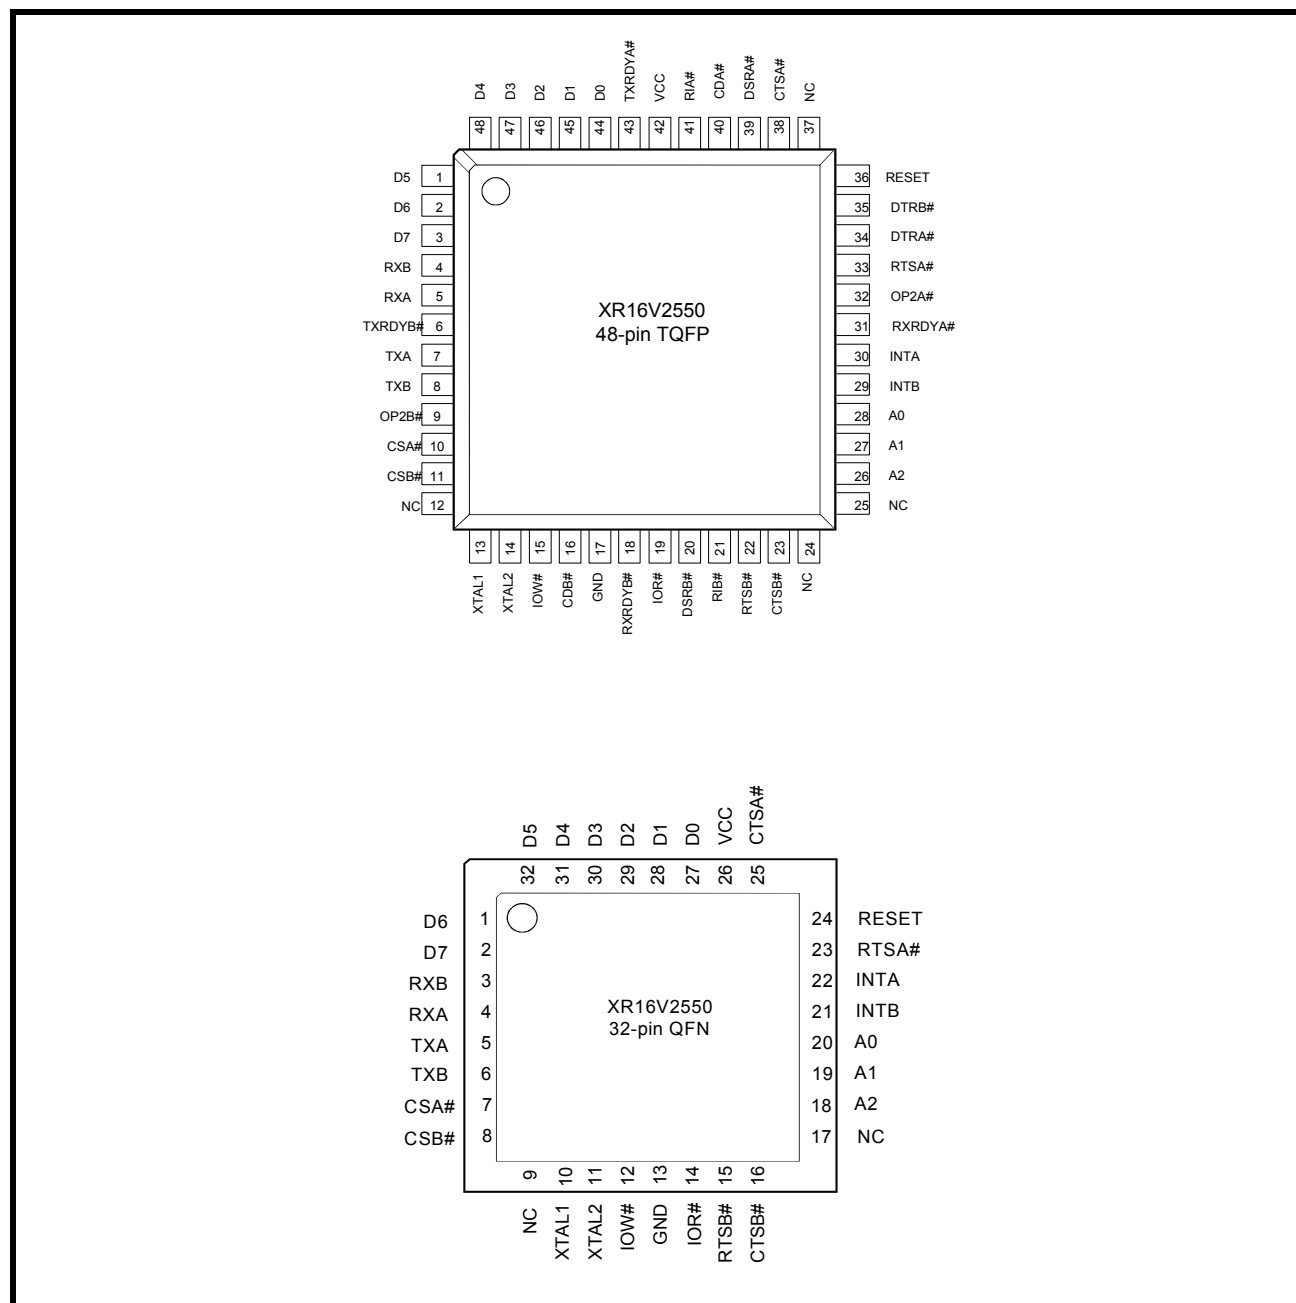 D4 D3 D2 D1 D0 TXRDYA# VCC RIA# CDA# DSRA# CTSA# NC
48 47 46 45 44 43 42 41 40 39 38 37
D5 1
D6 2
D7 3
RXB 4
RXA 5
TXRDYB# 6
TXA 7
TXB 8
OP2B# 9
CSA# 10
CSB# 11
NC 12
XR16V2550
48-pin TQFP
36 RESET
35 DTRB#
34 DTRA#
33 RTSA#
32 OP2A#
31 RXRDYA#
30 INTA
29 INTB
28 A0
27 A1
26 A2
25 NC
13 14 15 16 17 18 19 20 21 22 23 24
XTAL1 XTAL2 IOW# CDB# GND RXRDYB# IOR# DSRB# RIB# RTSB# CTSB# NC
D5 D4 D3 D2 D1 D0 VCC CTSA#
32 31 30 29 28 27 26 25
D6 1
D7 2
RXB 3
RXA 4
TXA 5
TXB 6
CSA# 7
CSB# 8
XR16V2550
32-pin QFN
24 RESET
23 RTSA#
22 INTA
21 INTB
20 A0
19 A1
18 A2
17 NC
9 10 11 12 13 14 15 16
NC XTAL1 XTAL2 IOW# GND IOR# RTSB# CTSB#